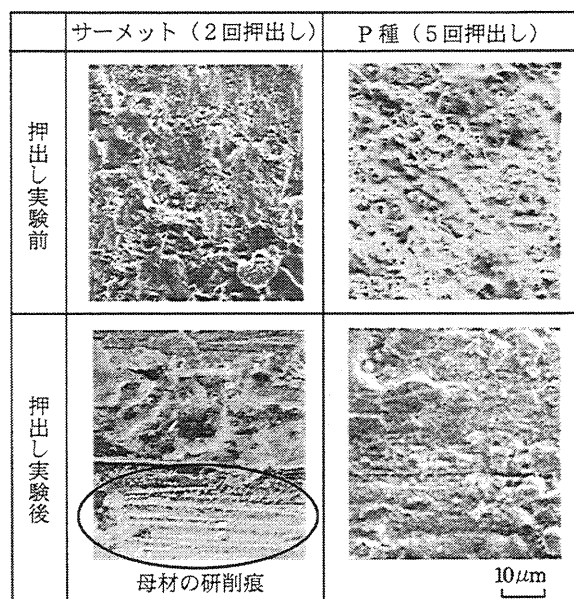 サーメット（2回押出し）
P種（5回押出し）
押出し実験前
押出し実験後
母材の研削痕
10μm